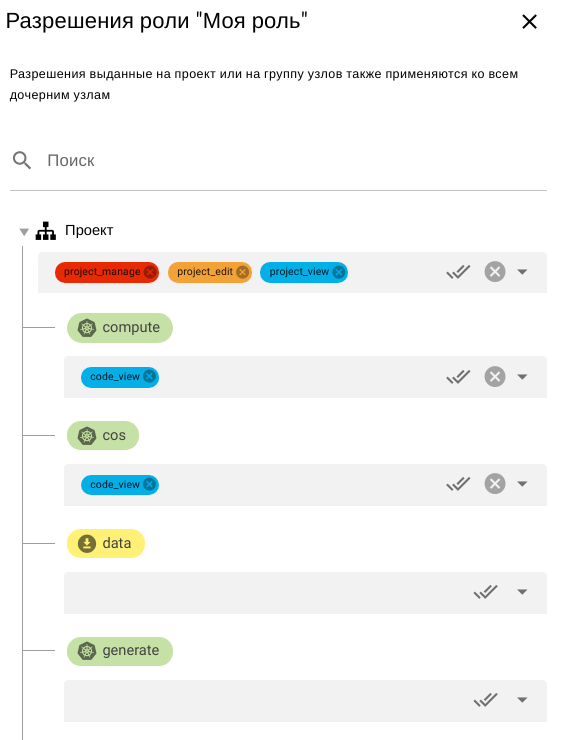 Разрешения роли "Моя роль"
Разрешения выданные на проект или на группу узлов также применяются ко всем
дочерним узлам
Поиск
Проект
project_manage project_edit project_view
compute
code_view
cos
code_view
data
generate